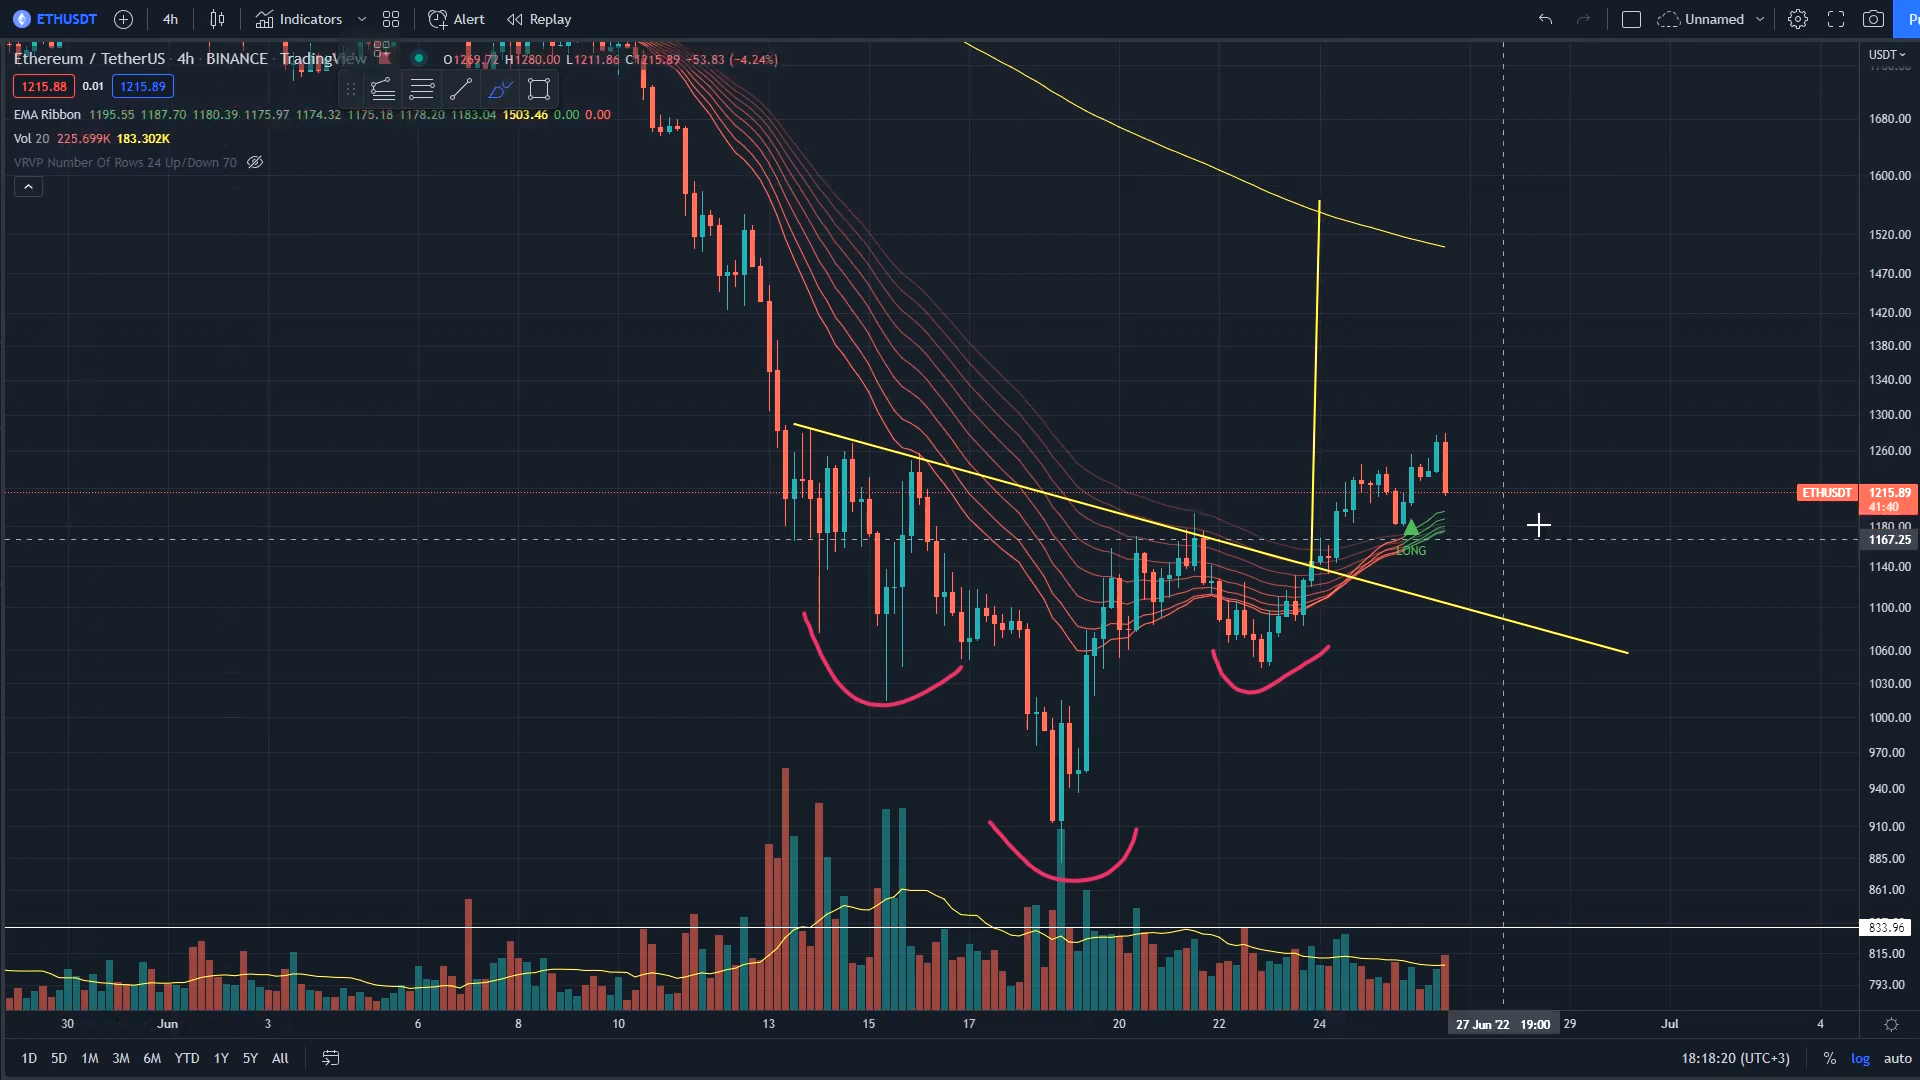 ETHUSDT 4h Indicators Alert Replay Unnamed
Ethereum / TetherUS 4h BINANCE TradingView O1269.72 H1280.00 L1211.86 C1215.89 −53.83 (−4.24%) USDT
1215.88 0.01 1215.89
EMA Ribbon 1195.55 1187.70 1180.39 1175.97 1174.32 1175.18 1178.20 1183.04 1503.46 0.00 0.00
Vol 20 225.699K 183.302K
VRVP Number Of Rows 24 Up/Down 70
1680.00
1600.00
1520.00
1470.00
1420.00
1380.00
1340.00
1300.00
1260.00
ETHUSDT 1215.89
41:40
1180.00
1167.25
LONG
1140.00
1100.00
1060.00
1030.00
1000.00
970.00
940.00
910.00
885.00
861.00
833.96
815.00
793.00
30 Jun 3 6 8 10 13 15 17 20 22 24 27 Jun '22 19:00 29 Jul 4
1D 5D 1M 3M 6M YTD 1Y 5Y All 18:18:20 (UTC+3) % log auto